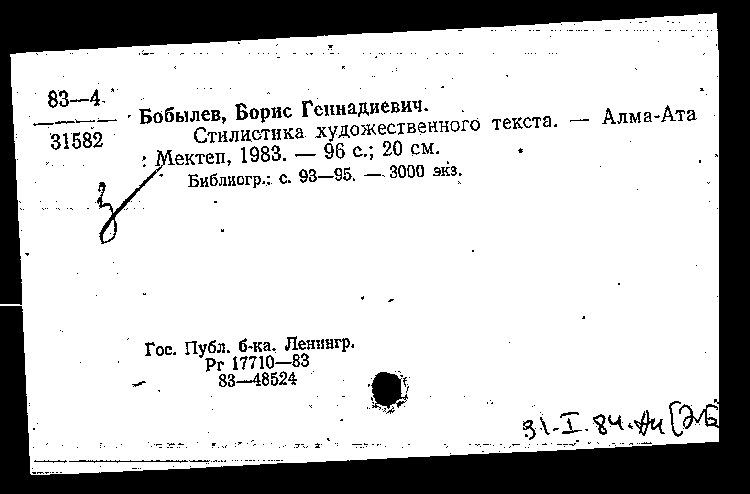 83—4
31582
Бобылев, Борис Геннадиевич.
Стилистика художественного текста. — Алма-Ата
: Мектеп, 1983. — 96 с.; 20 см.
Библиогр.: с. 93—95. — 3000 экз.
Гос. Публ. б-ка. Ленингр.
Pr 17710—83
83—48524
31.I.84.